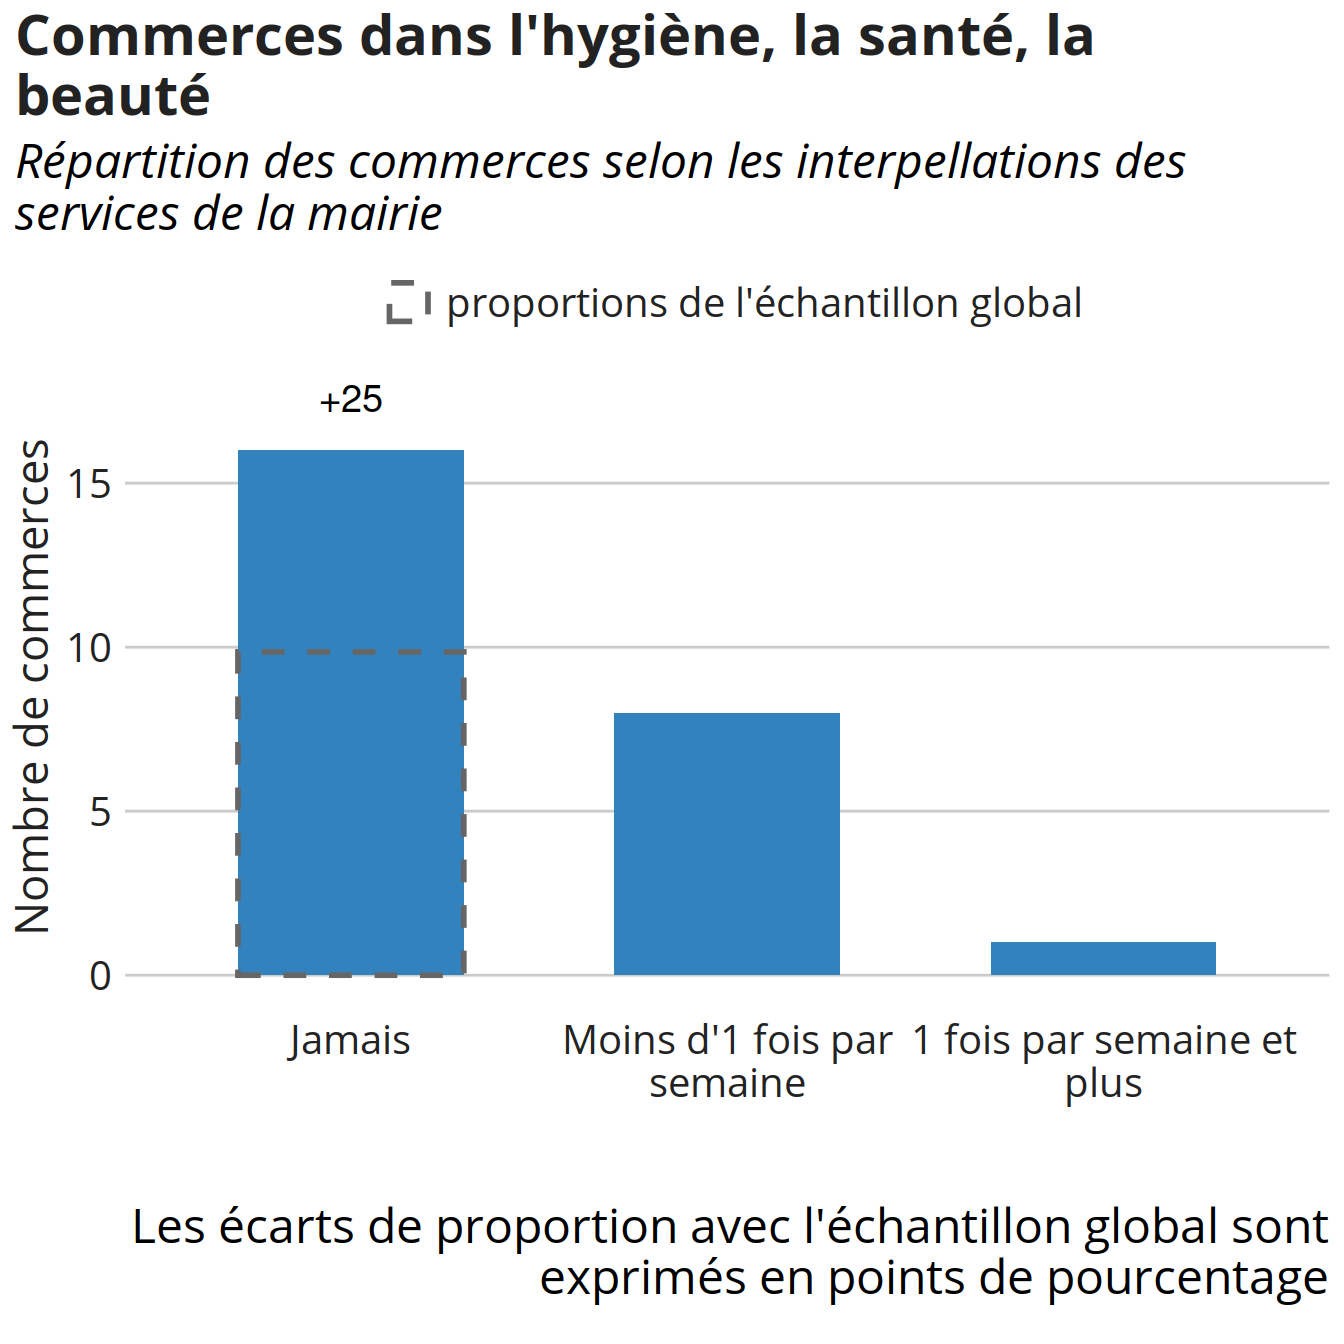 Commerces dans l'hygiène, la santé, la
beauté
Répartition des commerces selon les interpellations des
services de la mairie
proportions de l'échantillon global
+25
Nombre de commerces
15
10
5
0
Jamais
Moins d'1 fois par
semaine
1 fois par semaine et
plus
Les écarts de proportion avec l'échantillon global sont
exprimés en points de pourcentage